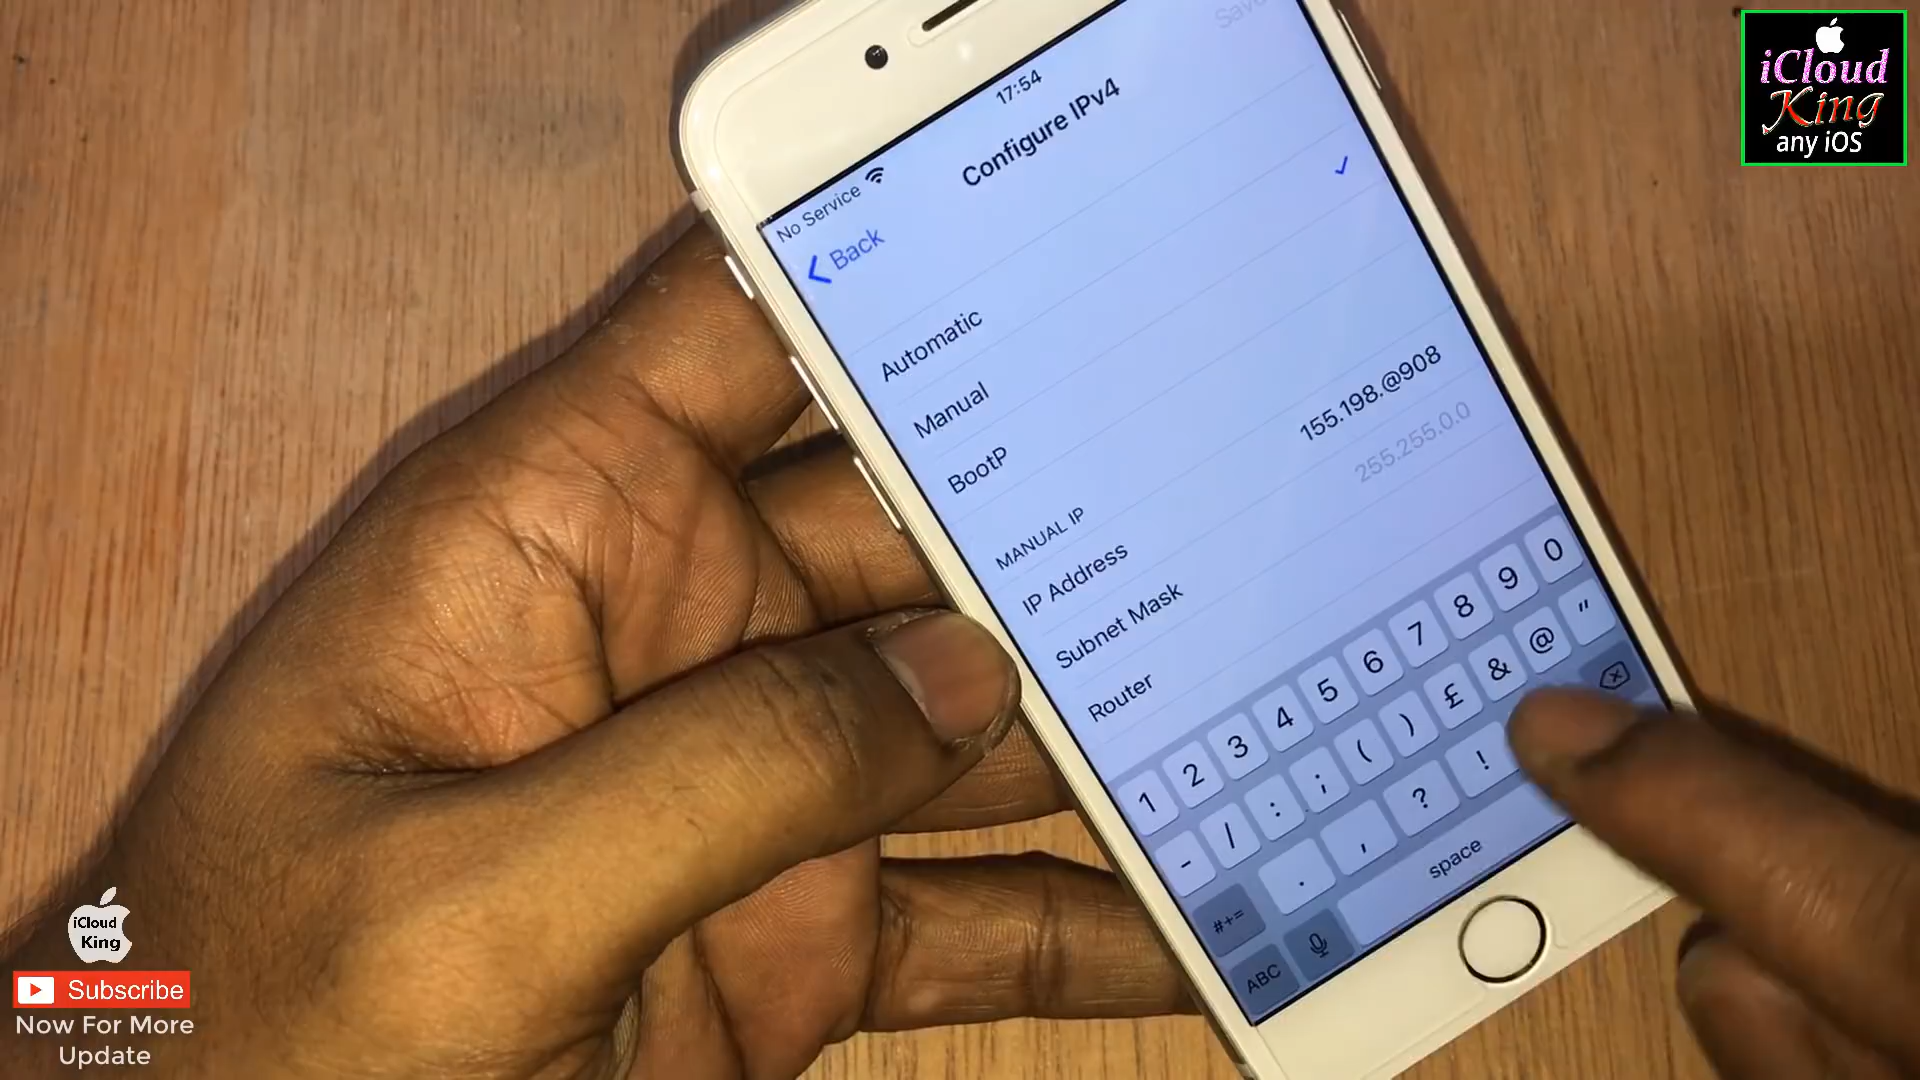 17:54
Save
No Service
Configure IPv4
Back
Automatic
Manual
BootP
MANUAL IP
IP Address
155.198.@908
Subnet Mask
255.255.0.0
Router
1 2 3 4 5 6 7 8 9 0
- / : ; ( ) £ & @ "
#+= . , ? !
ABC space
iCloud
King
any iOS
iCloud
King
Subscribe
Now For More
Update